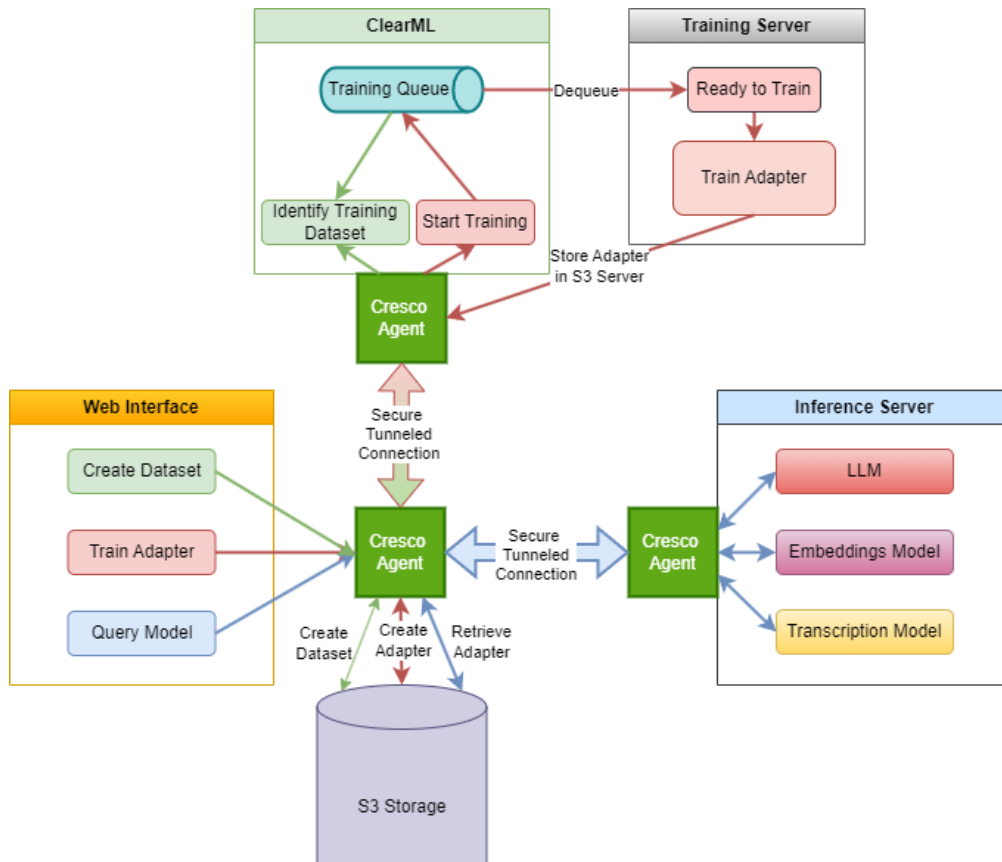 ClearML
Training Server
Training Queue
Dequeue
Ready to Train
Train Adapter
Identify Training
Dataset
Start Training
Store Adapter
in S3 Server
Cresco
Agent
Web Interface
Secure
Tunneled
Connection
Inference Server
Create Dataset
LLM
Train Adapter
Cresco
Agent
Secure
Tunneled
Connection
Cresco
Agent
Embeddings Model
Query Model
Transcription Model
Create
Dataset
Create
Adapter
Retrieve
Adapter
S3 Storage